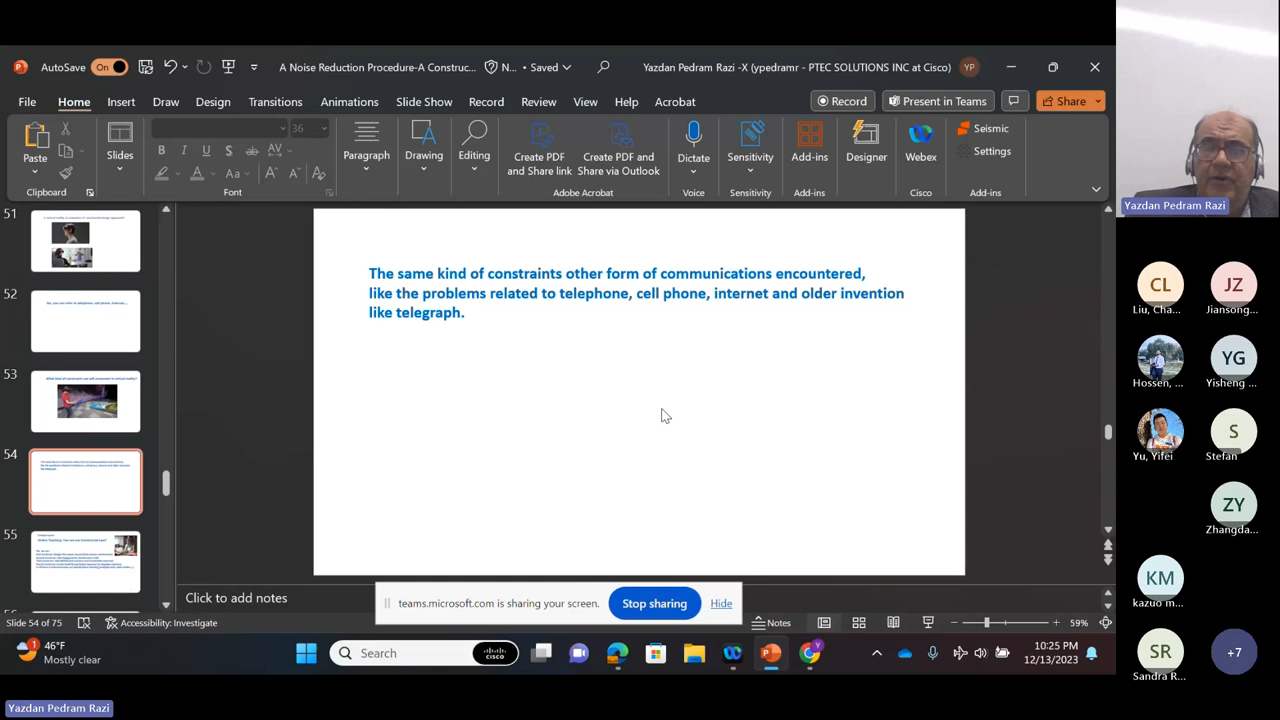 AutoSave On A Noise Reduction Procedure-A Construc... N... • Saved Yazdan Pedram Razi -X (ypedramr - PTEC SOLUTIONS INC at Cisco) YP
File Home Insert Draw Design Transitions Animations Slide Show Record Review View Help Acrobat Record Present in Teams Share
36
Paste Slides B I U S ab AV Paragraph Drawing Editing Create PDF and Share link Create PDF and Share via Outlook Dictate Sensitivity Add-ins Designer Webex Seismic
Settings
A Aa A A A
Clipboard Font Adobe Acrobat Voice Sensitivity Add-ins Cisco Add-ins
51
52
53
54
55
The same kind of constraints other form of communications encountered,
like the problems related to telephone, cell phone, internet and older invention
like telegraph.
Click to add notes
teams.microsoft.com is sharing your screen. Stop sharing Hide
Slide 54 of 75 Accessibility: Investigate Notes 59%
46°F
Mostly clear
1
Search
CISCO
10:25 PM
12/13/2023
Yazdan Pedram Razi
Yazdan Pedram Razi
CL
Liu, Cha...
JZ
Jiansong...
Hossen, ...
YG
Yisheng ...
Yu, Yifei
S
Stefan
ZY
Zhangda...
KM
kazuo m...
SR
Sandra R...
+7